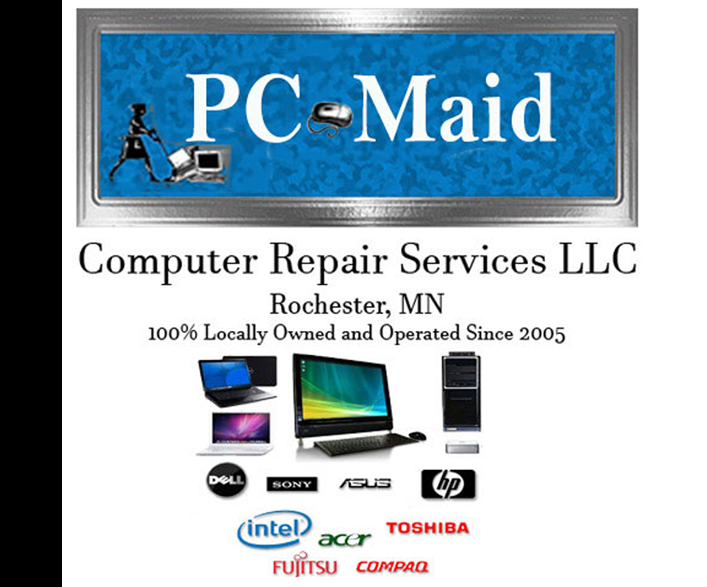 PC Maid
Computer Repair Services LLC
Rochester, MN
100% Locally Owned and Operated Since 2005
DELL SONY ASUS hp
intel acer TOSHIBA
FUJITSU COMPAQ